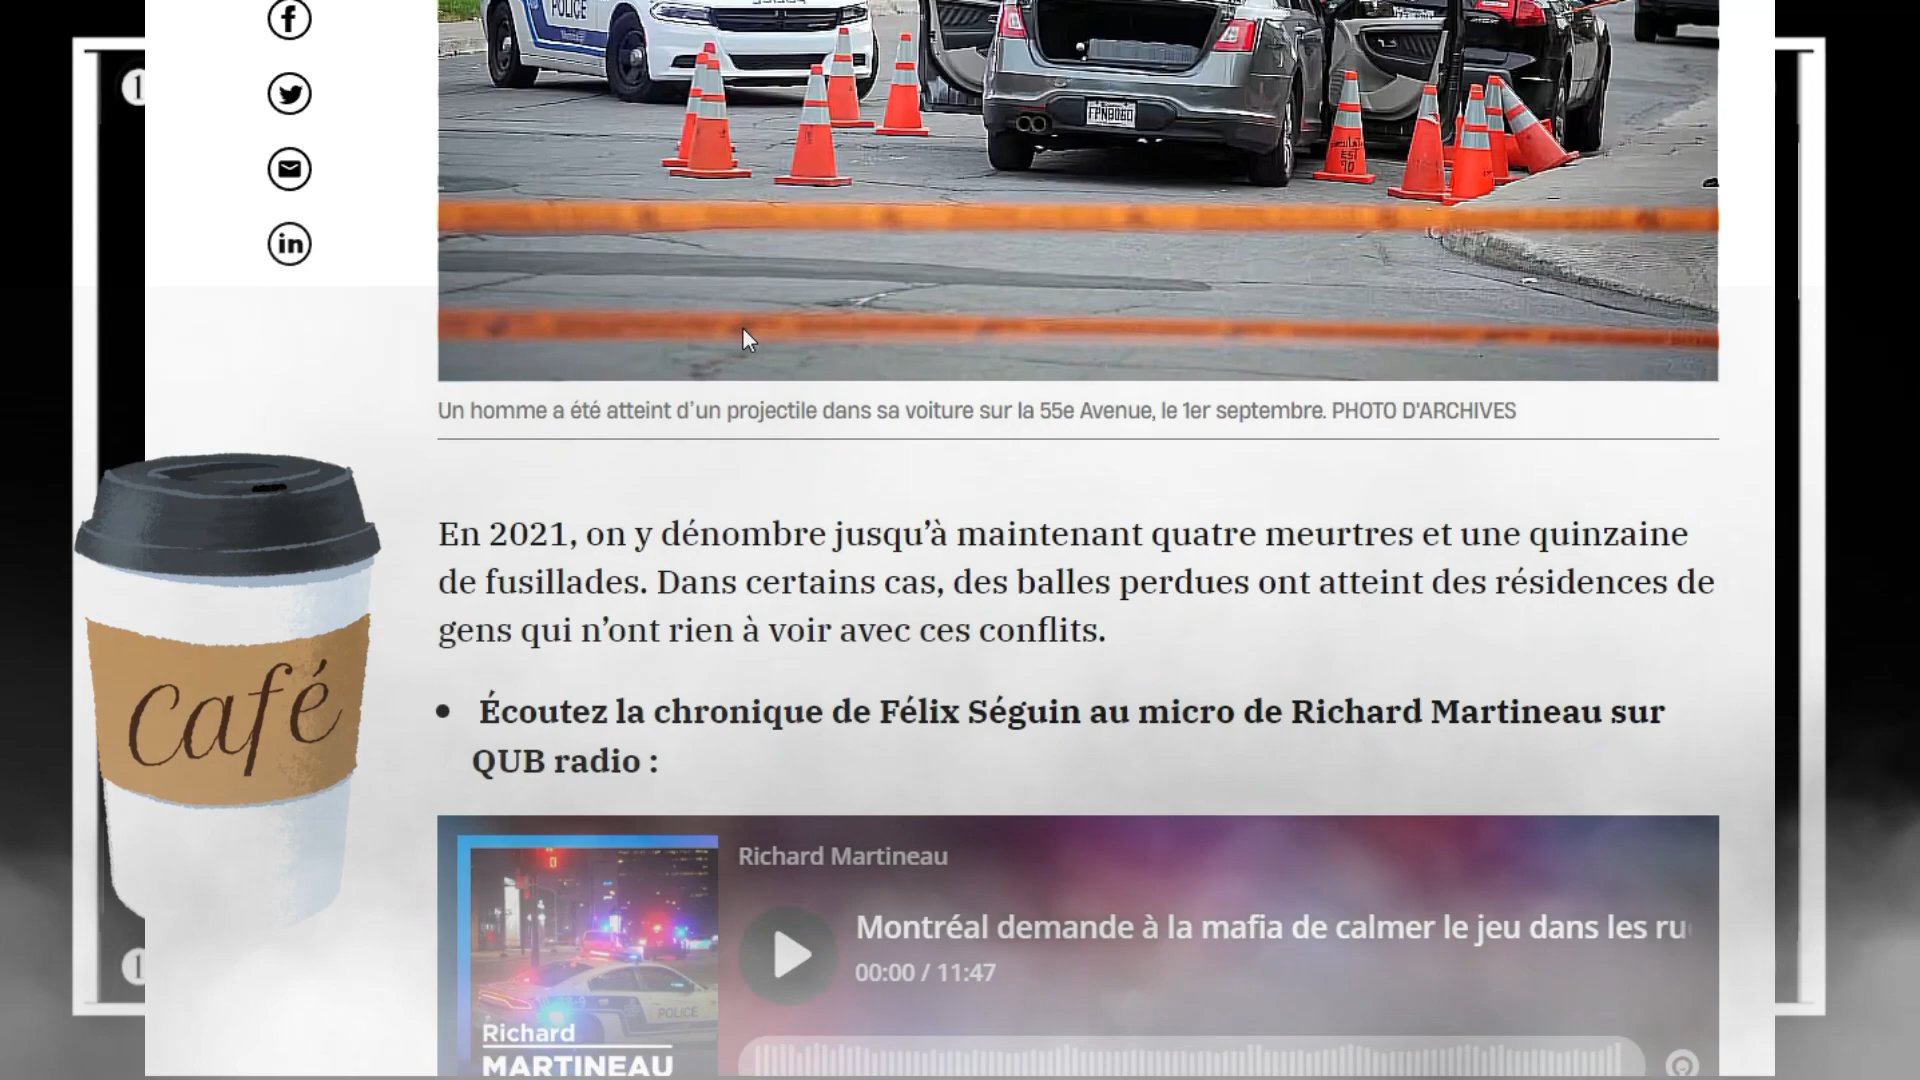 POLICE
Un homme a été atteint d'un projectile dans sa voiture sur la 55e Avenue, le 1er septembre. PHOTO D'ARCHIVES
En 2021, on y dénombre jusqu’à maintenant quatre meurtres et une quinzaine
de fusillades. Dans certains cas, des balles perdues ont atteint des résidences de
gens qui n’ont rien à voir avec ces conflits.
Café
• Écoutez la chronique de Félix Séguin au micro de Richard Martineau sur
QUB radio :
Richard Martineau
Montréal demande à la mafia de calmer le jeu dans les ru
00:00 / 11:47
POLICE
Richard
MARTINEAU